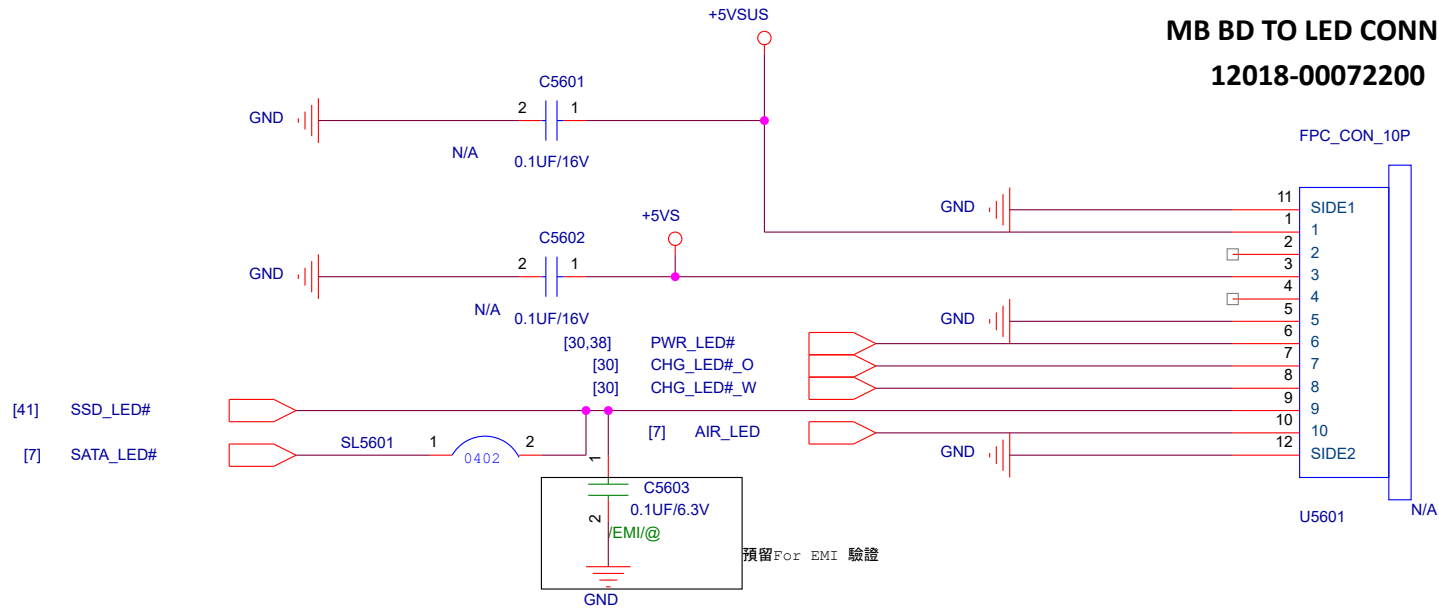 +5VSUS
MB BD TO LED CONN
12018-00072200
C5601
GND
2
1
N/A
0.1UF/16V
FPC_CON_10P
+5VS
GND
11
SIDE1
1
1
C5602
2
2
GND
2
1
3
3
4
4
N/A
0.1UF/16V
GND
5
5
[30,38] PWR_LED#
6
6
[30] CHG_LED#_O
7
7
[30] CHG_LED#_W
8
8
[41] SSD_LED#
9
9
[7] AIR_LED
10
10
[7] SATA_LED#
SL5601
1
2
0402
GND
12
SIDE2
1
C5603
0.1UF/6.3V
2
/EMI/@
預留For EMI 驗證
GND
U5601
N/A